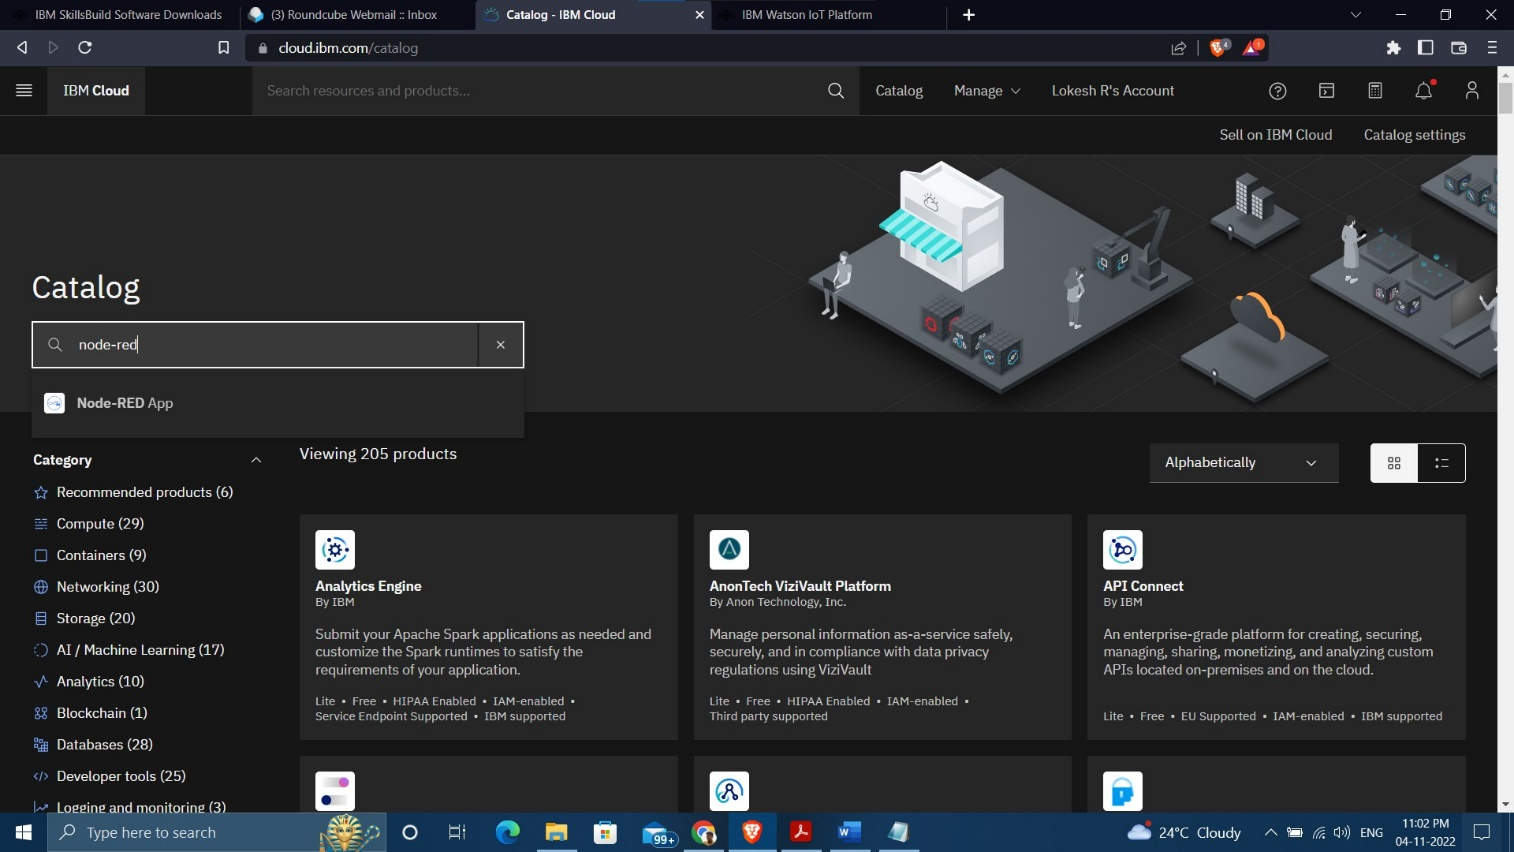 IBM SkillsBuild Software Downloads
(3) Roundcube Webmail :: Inbox
Catalog - IBM Cloud
IBM Watson IoT Platform
cloud.ibm.com/catalog
4
1
IBM Cloud
Search resources and products...
Catalog
Manage
Lokesh R's Account
Sell on IBM Cloud
Catalog settings
Catalog
node-red
Node-RED App
Category
Viewing 205 products
Alphabetically
Recommended products (6)
Compute (29)
Containers (9)
Networking (30)
Storage (20)
AI / Machine Learning (17)
Analytics (10)
Blockchain (1)
Databases (28)
Developer tools (25)
Logging and monitoring (3)
Analytics Engine
By IBM
Submit your Apache Spark applications as needed and
customize the Spark runtimes to satisfy the
requirements of your application.
Lite • Free • HIPAA Enabled • IAM-enabled •
Service Endpoint Supported • IBM supported
AnonTech ViziVault Platform
By Anon Technology, Inc.
Manage personal information as-a-service safely,
securely, and in compliance with data privacy
regulations using ViziVault
Lite • Free • HIPAA Enabled • IAM-enabled •
Third party supported
API Connect
By IBM
An enterprise-grade platform for creating, securing,
managing, sharing, monetizing, and analyzing custom
APIs located on-premises and on the cloud.
Lite • Free • EU Supported • IAM-enabled • IBM supported
Type here to search
99+
24°C Cloudy
ENG
11:02 PM
04-11-2022